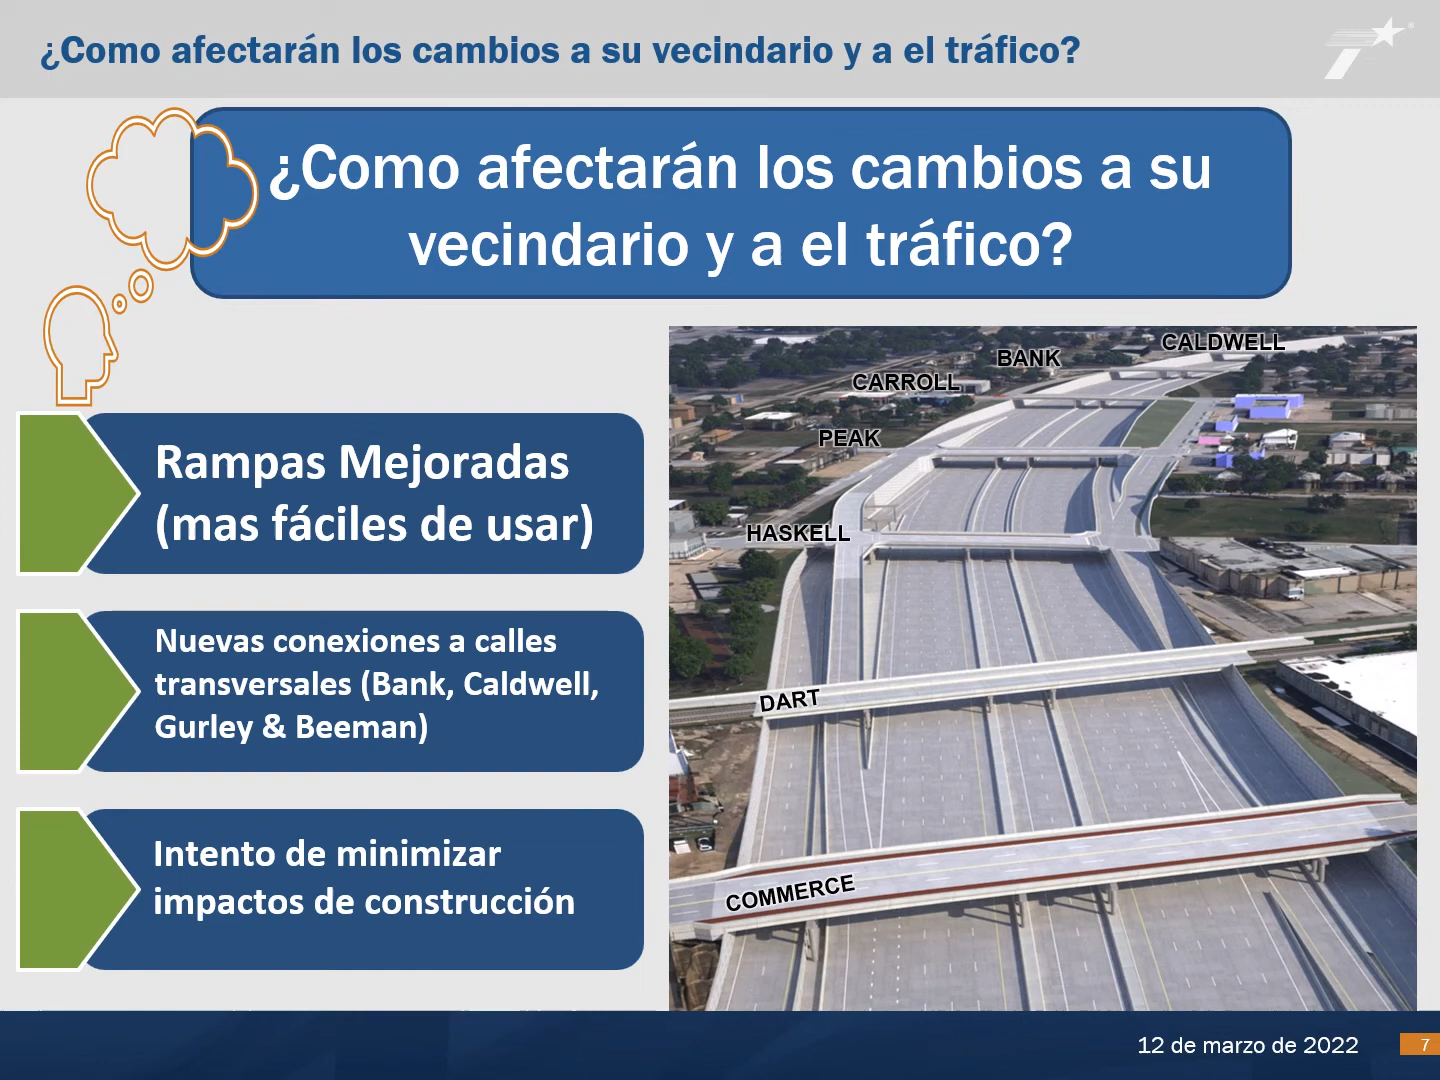 ¿Como afectarán los cambios a su vecindario y a el tráfico?
¿Como afectarán los cambios a su
vecindario y a el tráfico?
Rampas Mejoradas
(mas fáciles de usar)
Nuevas conexiones a calles
transversales (Bank, Caldwell,
Gurley & Beeman)
Intento de minimizar
impactos de construcción
CALDWELL
BANK
CARROLL
PEAK
HASKELL
DART
COMMERCE
12 de marzo de 2022
7